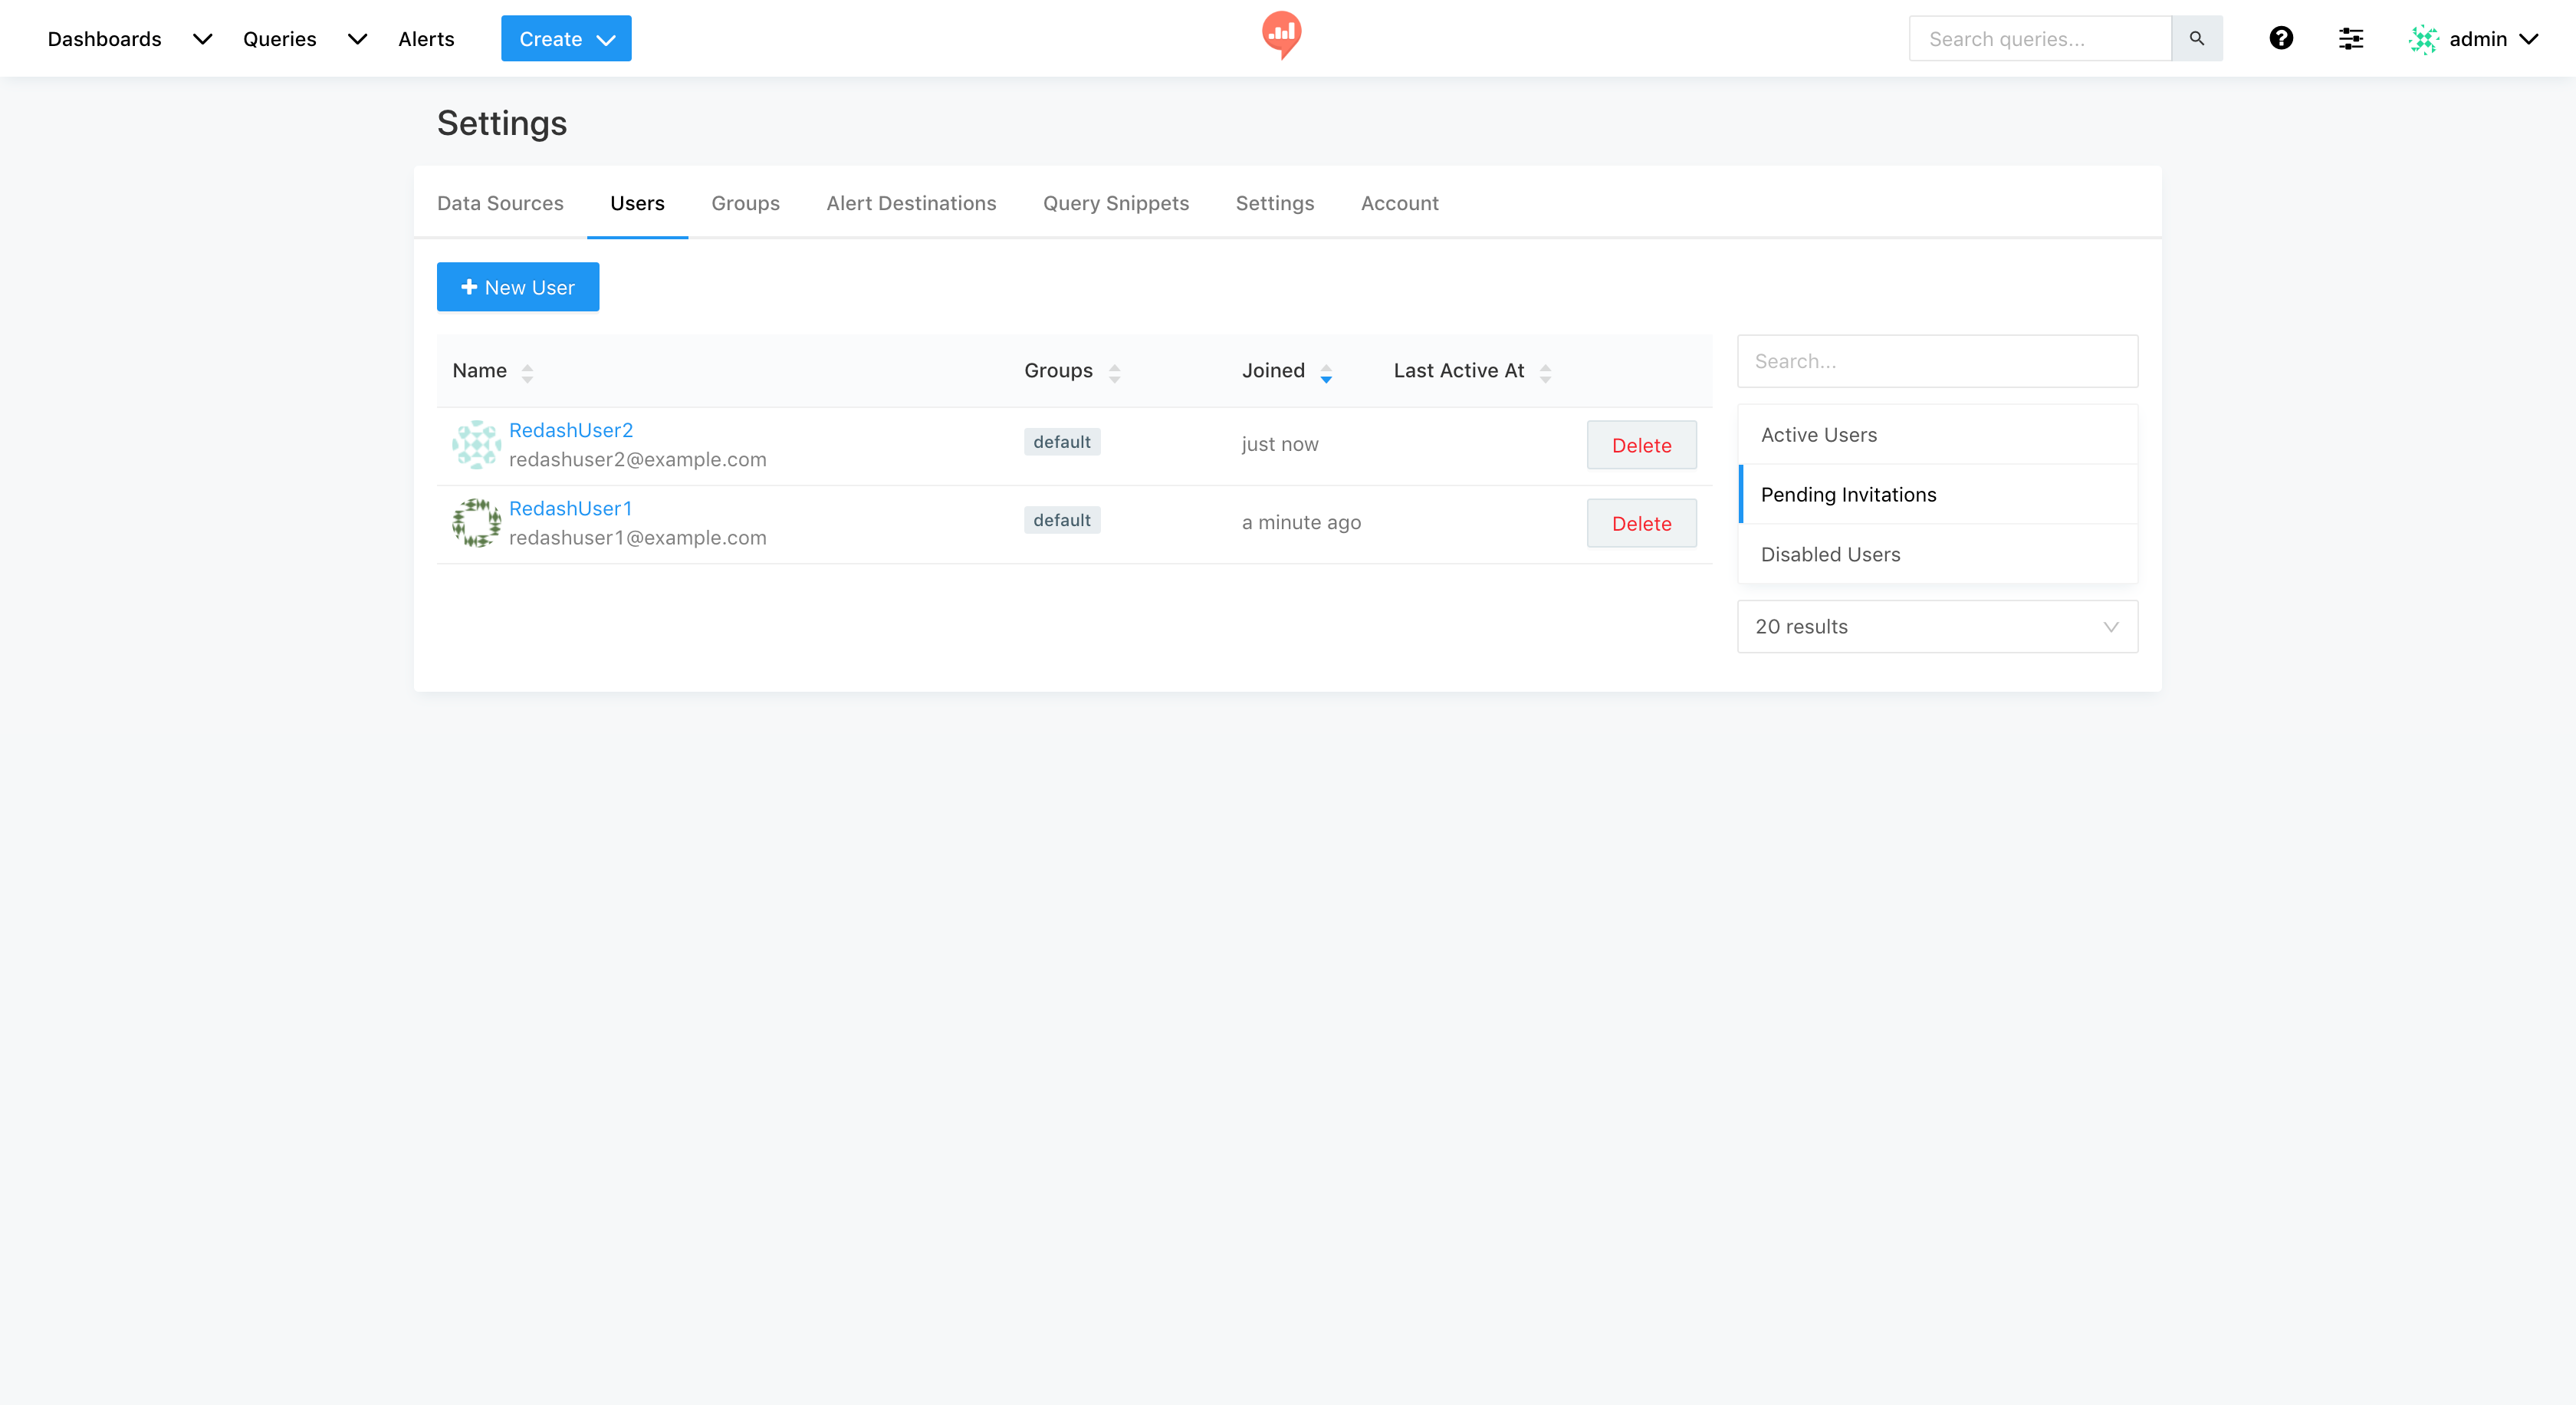 Dashboards Queries Alerts Create Search queries... admin
Settings
Data Sources Users Groups Alert Destinations Query Snippets Settings Account
New User
Name Groups Joined Last Active At
RedashUser2
redashuser2@example.com
default
just now
Delete
RedashUser1
redashuser1@example.com
default
a minute ago
Delete
Search...
Active Users
Pending Invitations
Disabled Users
20 results